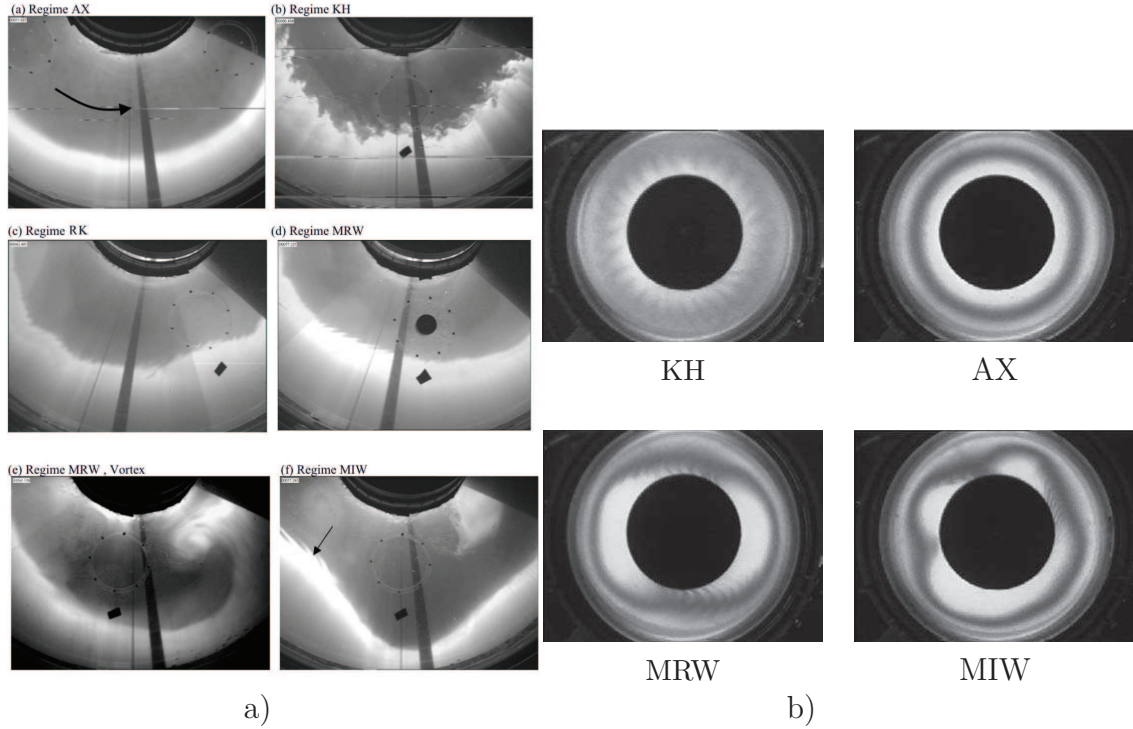 (a) Regime AX
(b) Regime KH
(c) Regime RK
(d) Regime MRW
(e) Regime MRW , Vortex
(f) Regime MIW
a)
KH
AX
MRW
MIW
b)